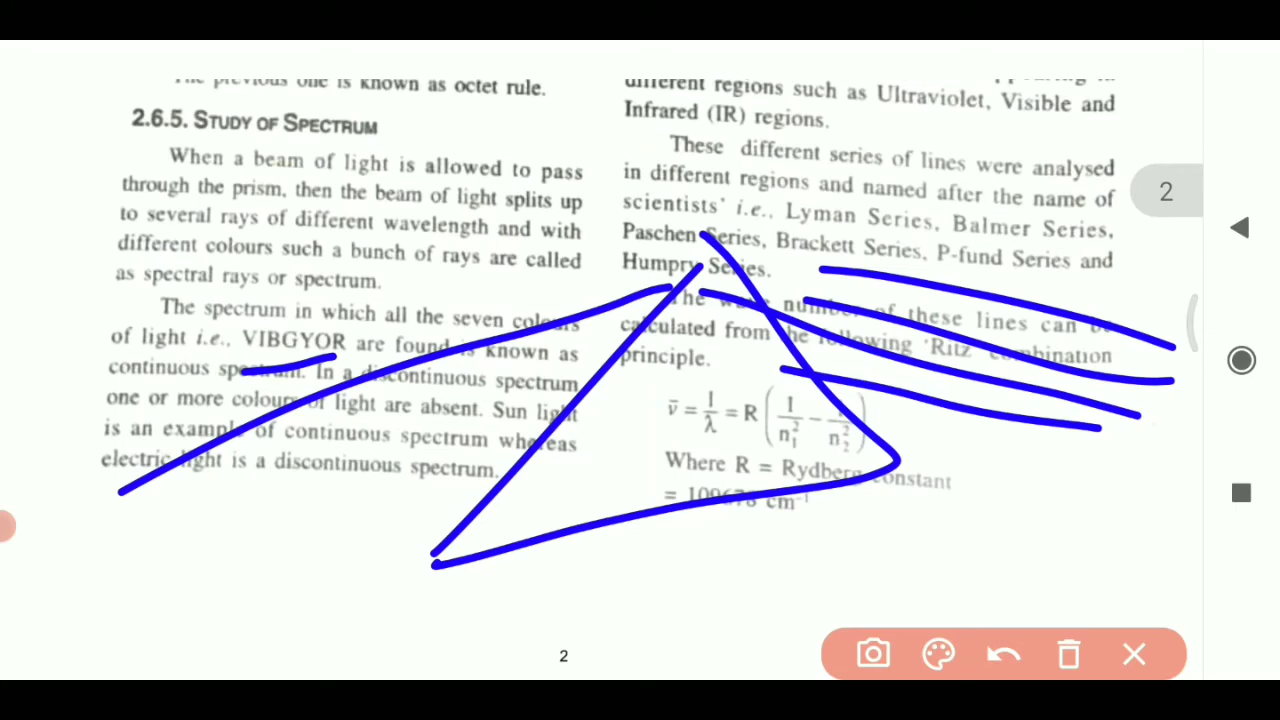 The previous one is known as octet rule.
2.6.5. STUDY OF SPECTRUM
When a beam of light is allowed to pass
through the prism, then the beam of light splits up
to several rays of different wavelength and with
different colours such a bunch of rays are called
as spectral rays or spectrum.
The spectrum in which all the seven colours
of light i.e., VIBGYOR are found is known as
continuous spectrum. In a discontinuous spectrum
one or more colours of light are absent. Sun light
is an example of continuous spectrum whereas
electric light is a discontinuous spectrum.
different regions such as Ultraviolet, Visible and
Infrared (IR) regions.
These different series of lines were analysed
in different regions and named after the name of
scientists' i.e., Lyman Series, Balmer Series,
Paschen Series, Brackett Series, P-fund Series and
Humpry Series.
The wave number of these lines can be
calculated from the following 'Ritz combination
principle.
ν̄ = 1/λ = R (1/n₁² − /n₂²)
Where R = Rydberg constant
= 109678 cm⁻¹
2
2